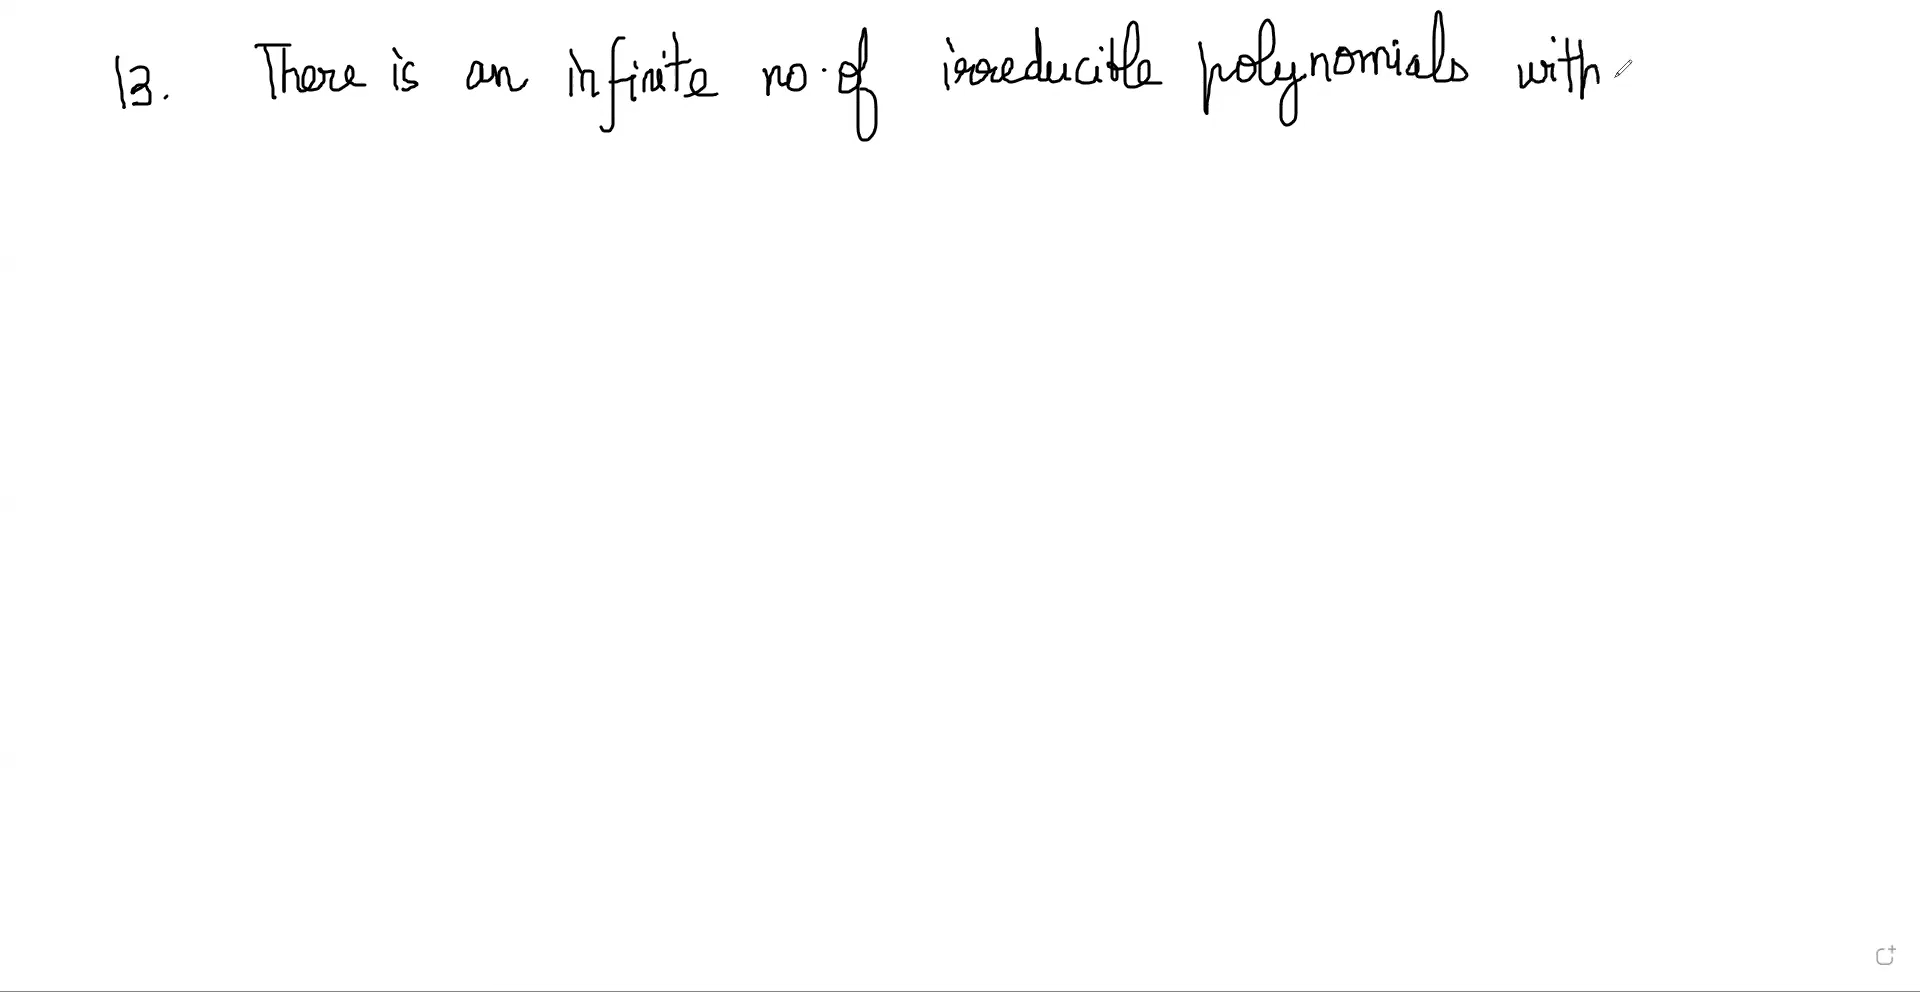 13. There is an infinite no. of irreducible polynomials with